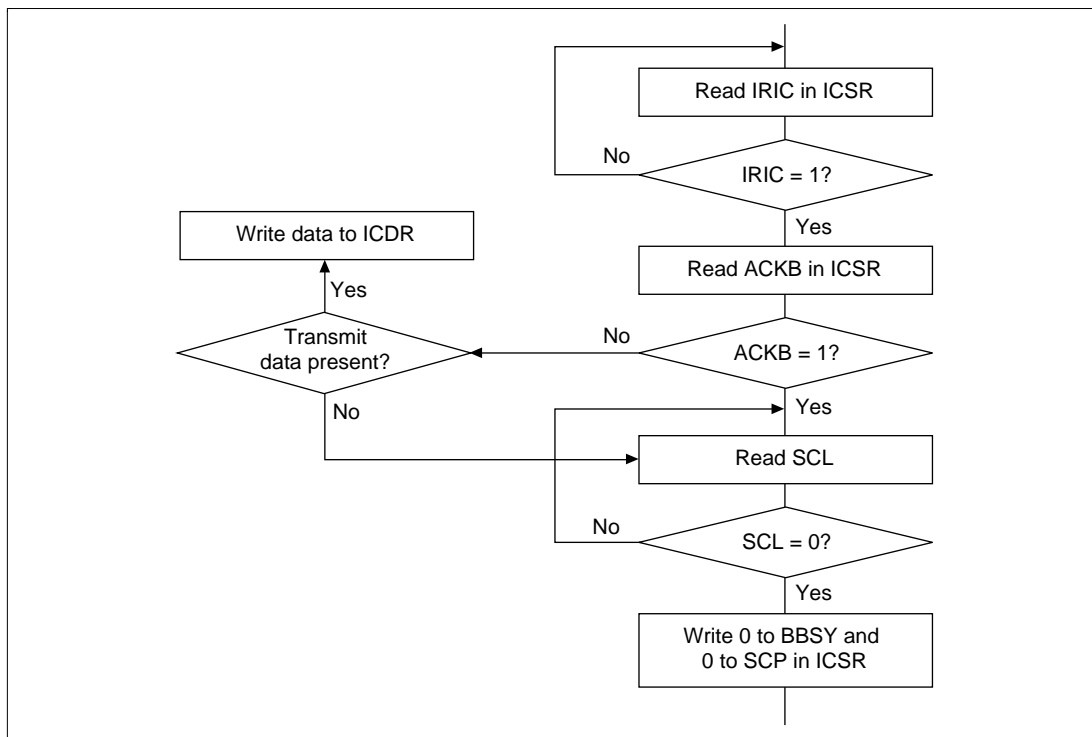 Read IRIC in ICSR
No
IRIC = 1?
Yes
Write data to ICDR
Read ACKB in ICSR
Yes
Transmit
data present?
No
ACKB = 1?
No
Yes
Read SCL
No
SCL = 0?
Yes
Write 0 to BBSY and
0 to SCP in ICSR